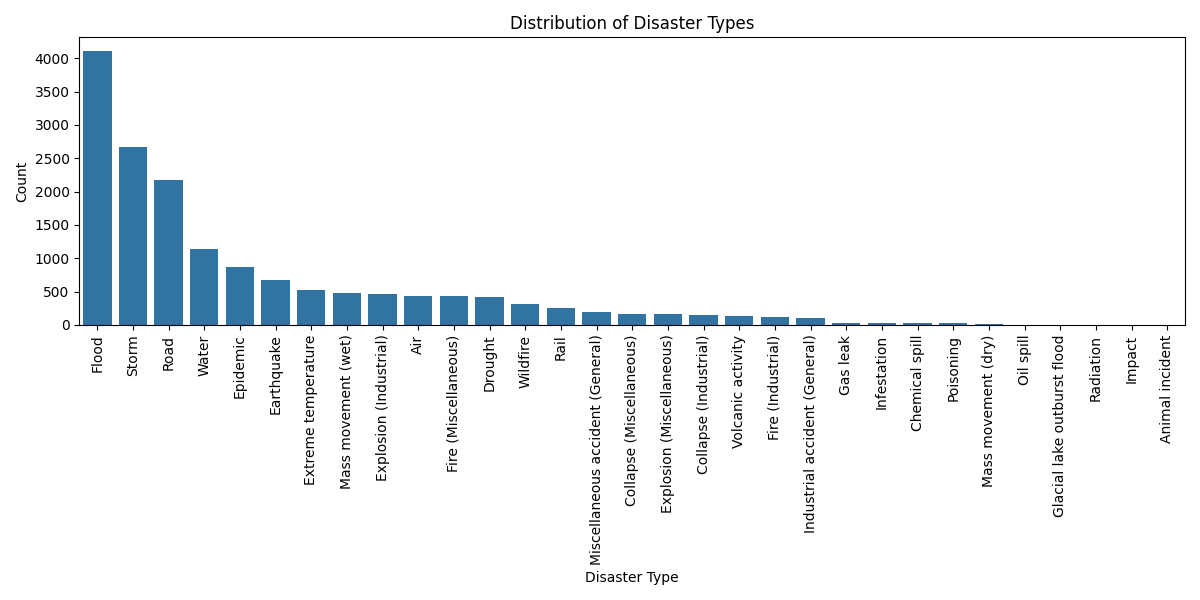 Distribution of Disaster Types
Count
4000
3500
3000
2500
2000
1500
1000
500
0
Flood
Storm
Road
Water
Epidemic
Earthquake
Extreme temperature
Mass movement (wet)
Explosion (Industrial)
Air
Fire (Miscellaneous)
Drought
Wildfire
Rail
Miscellaneous accident (General)
Collapse (Miscellaneous)
Explosion (Miscellaneous)
Collapse (Industrial)
Volcanic activity
Fire (Industrial)
Industrial accident (General)
Gas leak
Infestation
Chemical spill
Poisoning
Mass movement (dry)
Oil spill
Glacial lake outburst flood
Radiation
Impact
Animal incident
Disaster Type